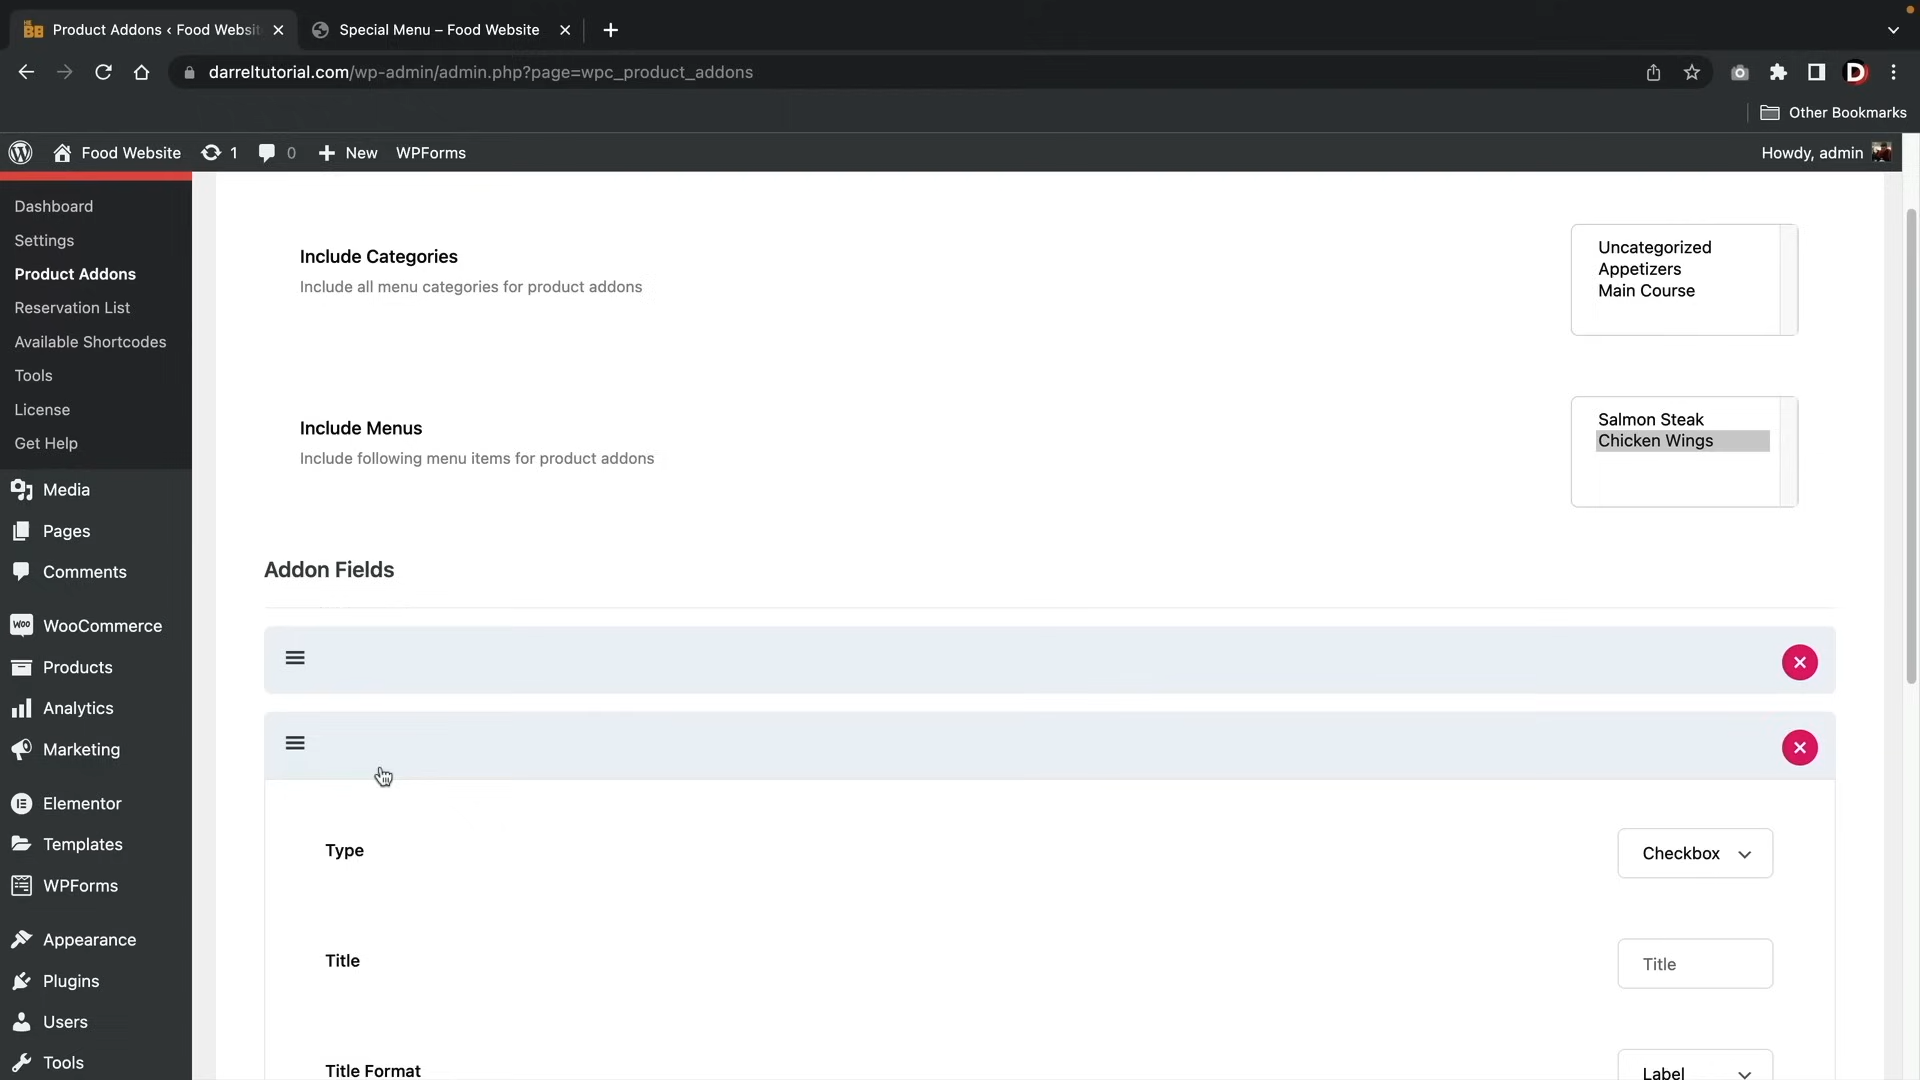 Product Addons ‹ Food Websi
Special Menu – Food Website
darreltutorial.com/wp-admin/admin.php?page=wpc_product_addons
D
Other Bookmarks
Food Website
1
0
New
WPForms
Howdy, admin
Dashboard
Settings
Product Addons
Reservation List
Available Shortcodes
Tools
License
Get Help
Media
Pages
Comments
WooCommerce
Products
Analytics
Marketing
Elementor
Templates
WPForms
Appearance
Plugins
Users
Tools
Include Categories
Include all menu categories for product addons
Uncategorized
Appetizers
Main Course
Include Menus
Include following menu items for product addons
Salmon Steak
Chicken Wings
Addon Fields
Type
Checkbox
Title
Title
Title Format
Label